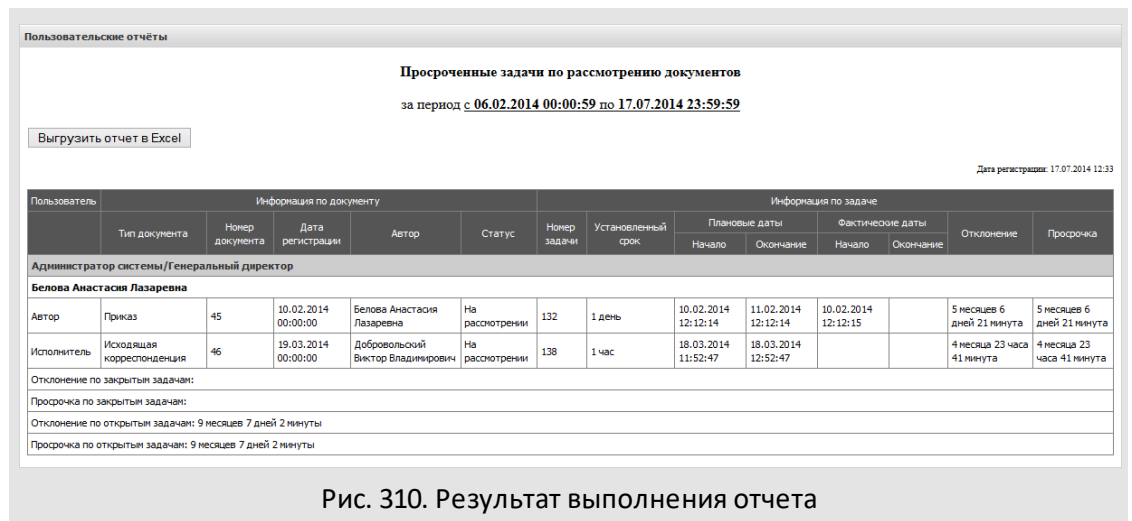 Пользовательские отчёты
Просроченные задачи по рассмотрению документов
за период с 06.02.2014 00:00:59 по 17.07.2014 23:59:59
Выгрузить отчет в Excel
Дата регистрации: 17.07.2014 12:33
Пользователь Информация по документу Информация по задаче
Тип документа Номер документа Дата регистрации Автор Статус Номер задачи Установленный срок Плановые даты Фактические даты Отклонение Просрочка
Начало Окончание Начало Окончание
Администратор системы/Генеральный директор
Белова Анастасия Лазаревна
Автор Приказ 45 10.02.2014 00:00:00 Белова Анастасия Лазаревна На рассмотрении 132 1 день 10.02.2014 12:12:14 11.02.2014 12:12:14 10.02.2014 12:12:15 5 месяцев 6 дней 21 минута 5 месяцев 6 дней 21 минута
Исполнитель Исходящая корреспонденция 46 19.03.2014 00:00:00 Добровольский Виктор Владимирович На рассмотрении 138 1 час 18.03.2014 11:52:47 18.03.2014 12:52:47 4 месяца 23 часа 41 минута 4 месяца 23 часа 41 минута
Отклонение по закрытым задачам:
Просрочка по закрытым задачам:
Отклонение по открытым задачам: 9 месяцев 7 дней 2 минуты
Просрочка по открытым задачам: 9 месяцев 7 дней 2 минуты
Рис. 310. Результат выполнения отчета